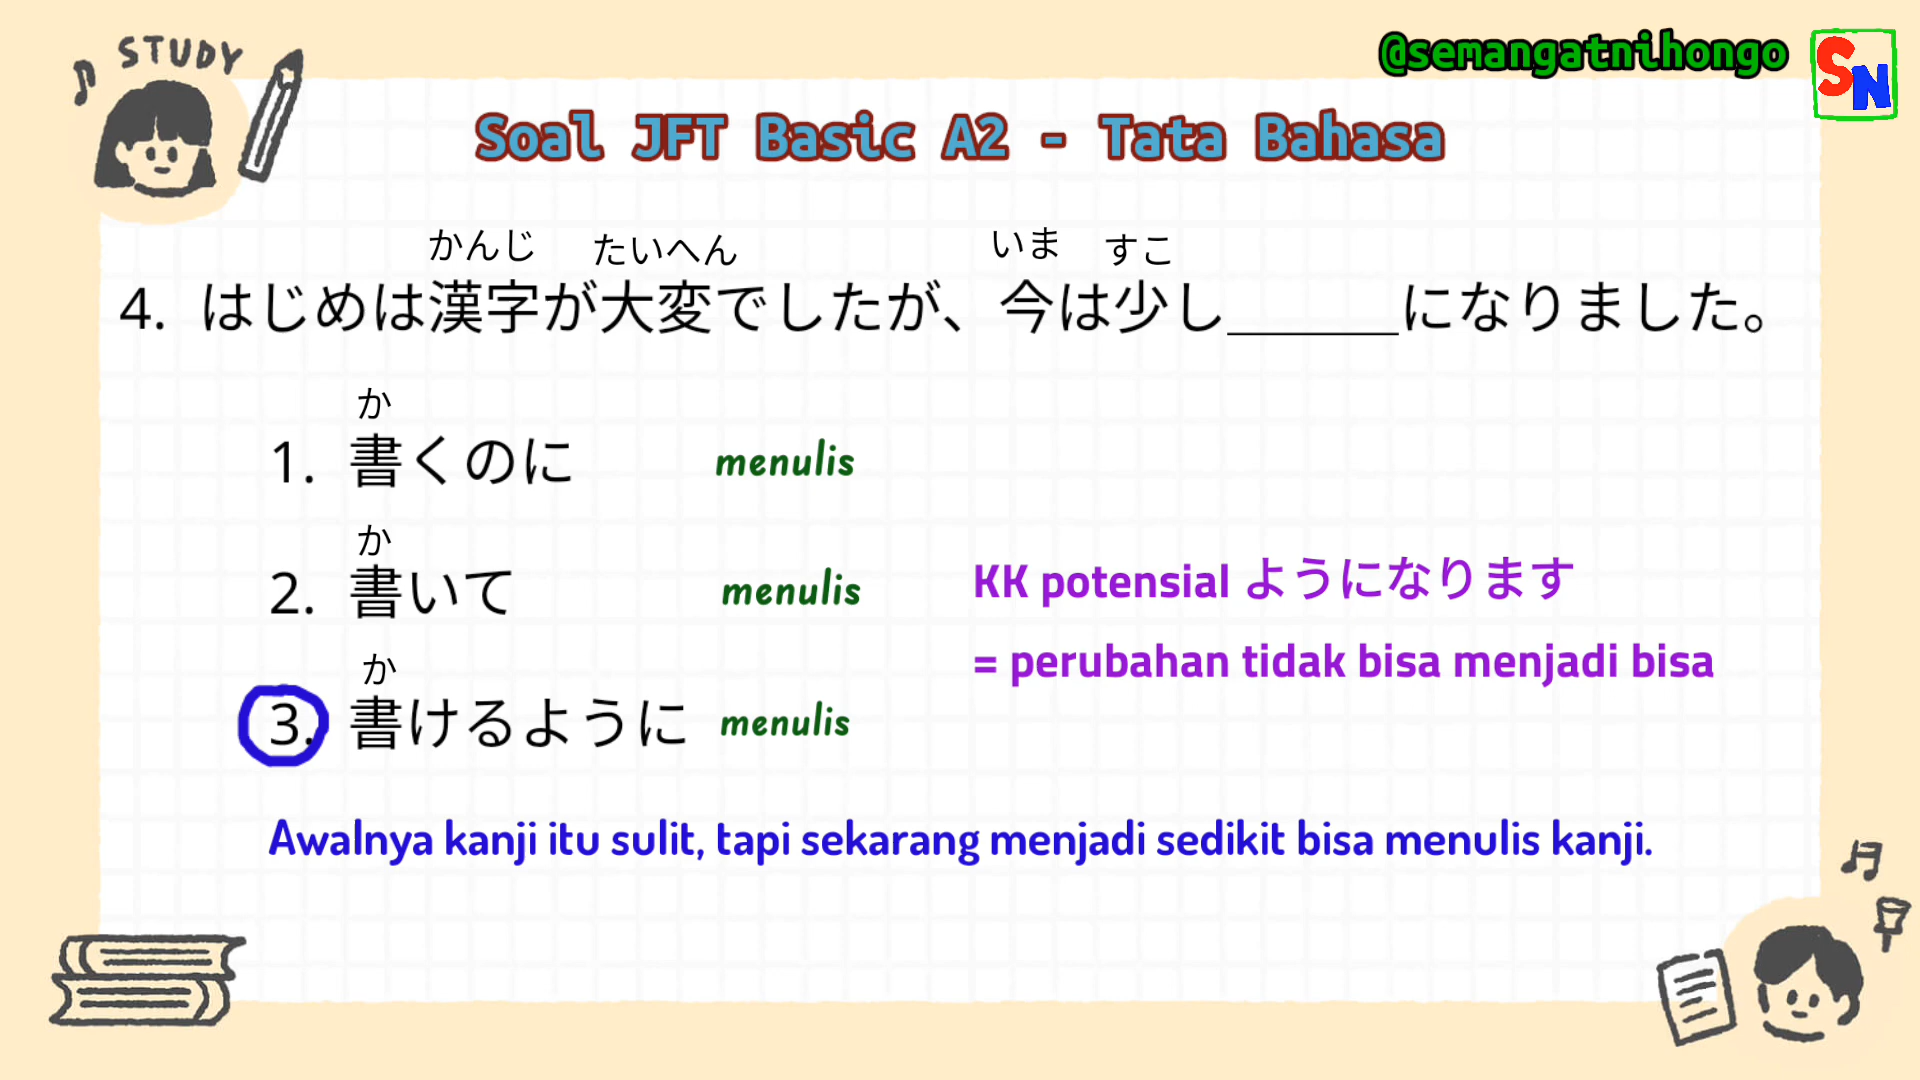 STUDY
@semangatnihongo
SN
Soal JFT Basic A2 - Tata Bahasa
かんじ たいへん いま すこ
4. はじめは漢字が大変でしたが、今は少し______になりました。
か
1. 書くのに menulis
か
2. 書いて menulis
KK potensial ようになります
= perubahan tidak bisa menjadi bisa
か
3. 書けるように menulis
Awalnya kanji itu sulit, tapi sekarang menjadi sedikit bisa menulis kanji.